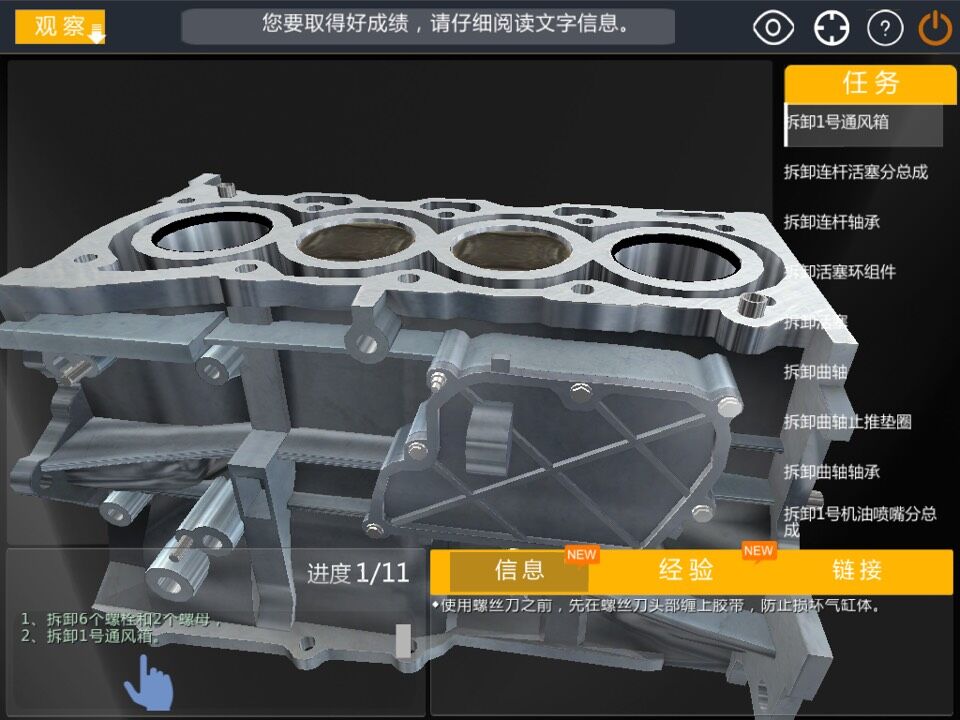 观察
您要取得好成绩，请仔细阅读文字信息。
?
任务
拆卸1号通风箱
拆卸连杆活塞分总成
拆卸连杆轴承
拆卸活塞环组件
拆卸活塞
拆卸曲轴
拆卸曲轴止推垫圈
拆卸曲轴轴承
拆卸1号机油喷嘴分总
成
进度1/11
1、拆卸6个螺栓和2个螺母，
2、拆卸1号通风箱。
信息 NEW
经验 NEW
链接
◆使用螺丝刀之前，先在螺丝刀头部缠上胶带，防止损坏气缸体。